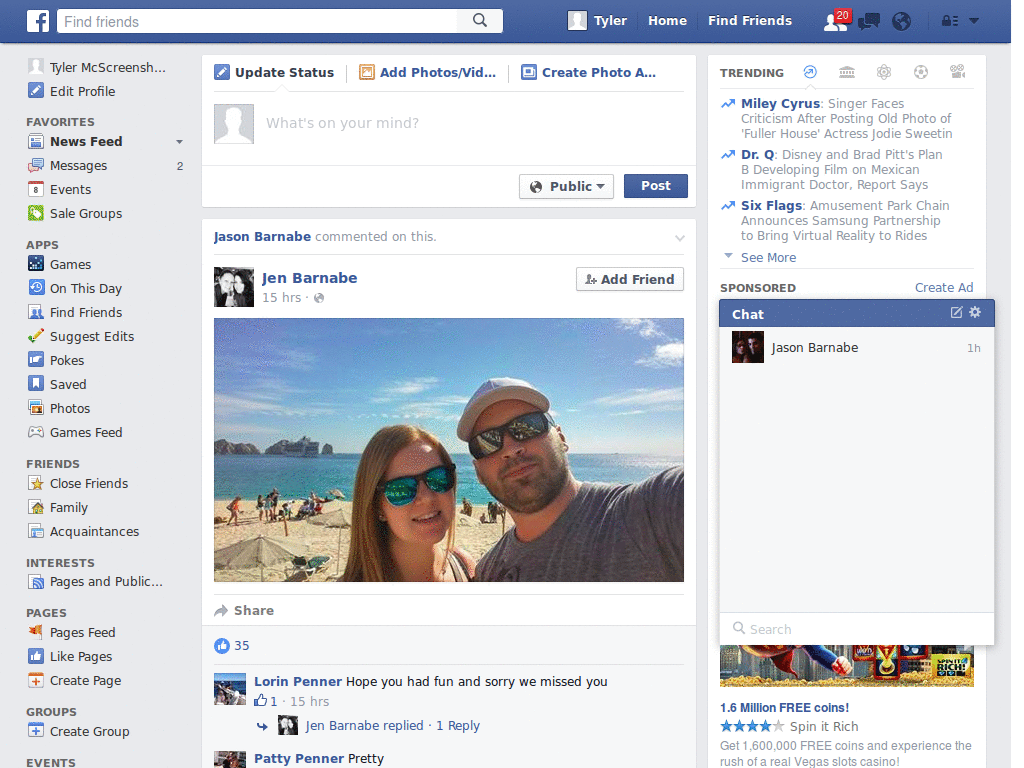 Find friends
Tyler
Home
Find Friends
20
Tyler McScreensh...
Edit Profile
FAVORITES
News Feed
Messages
2
Events
Sale Groups
APPS
Games
On This Day
Find Friends
Suggest Edits
Pokes
Saved
Photos
Games Feed
FRIENDS
Close Friends
Family
Acquaintances
INTERESTS
Pages and Public...
PAGES
Pages Feed
Like Pages
Create Page
GROUPS
Create Group
EVENTS
Update Status
Add Photos/Vid...
Create Photo A...
What's on your mind?
Public
Post
Jason Barnabe commented on this.
Jen Barnabe
15 hrs ·
Add Friend
Share
35
Lorin Penner Hope you had fun and sorry we missed you
1 · 15 hrs
Jen Barnabe replied · 1 Reply
Patty Penner Pretty
TRENDING
Miley Cyrus: Singer Faces
Criticism After Posting Old Photo of
'Fuller House' Actress Jodie Sweetin
Dr. Q: Disney and Brad Pitt's Plan
B Developing Film on Mexican
Immigrant Doctor, Report Says
Six Flags: Amusement Park Chain
Announces Samsung Partnership
to Bring Virtual Reality to Rides
See More
SPONSORED
Create Ad
Chat
Jason Barnabe
1h
Search
SPIN IT
RICH!
1.6 Million FREE coins!
Spin it Rich
Get 1,600,000 FREE coins and experience the
rush of a real Vegas slots casino!